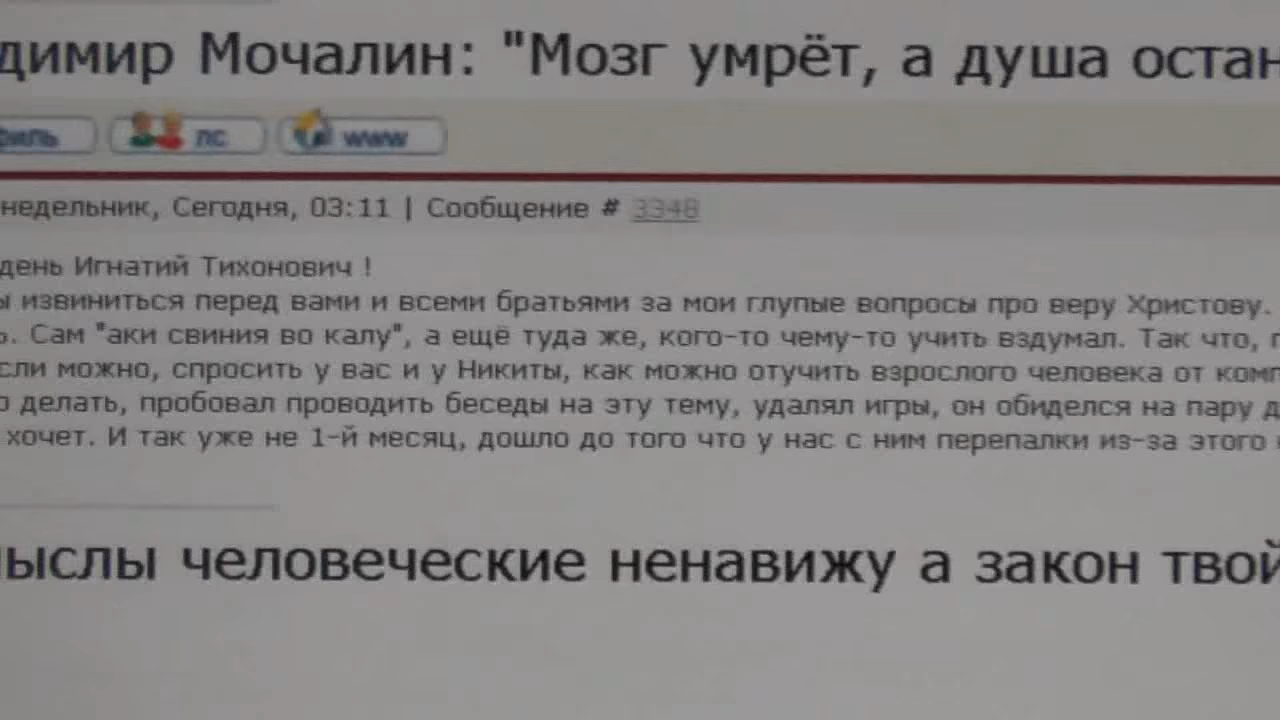 димир Мочалин: "Мозг умрёт, а душа остан
филь лс www
недельник, Сегодня, 03:11 | Сообщение # 3348
день Игнатий Тихонович !
ы извиниться перед вами и всеми братьями за мои глупые вопросы про веру Христову.
ь. Сам "аки свиния во калу", а ещё туда же, кого-то чему-то учить вздумал. Так что, п
сли можно, спросить у вас и у Никиты, как можно отучить взрослого человека от комп
о делать, пробовал проводить беседы на эту тему, удалял игры, он обиделся на пару д
хочет. И так уже не 1-й месяц, дошло до того что у нас с ним перепалки из-за этого
мыслы человеческие ненавижу а закон твой